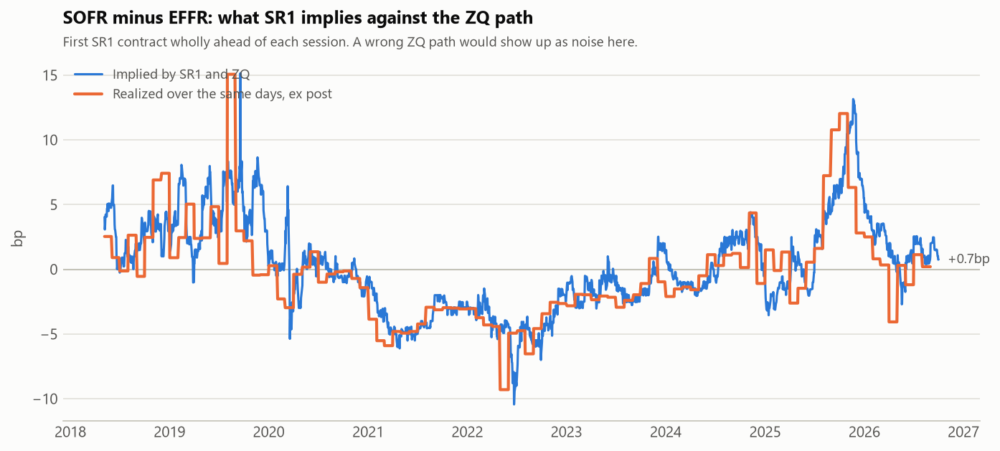 SOFR minus EFFR: what SR1 implies against the ZQ path
First SR1 contract wholly ahead of each session. A wrong ZQ path would show up as noise here.
Implied by SR1 and ZQ
Realized over the same days, ex post
bp
15
10
5
0
−5
−10
+0.7bp
2018 2019 2020 2021 2022 2023 2024 2025 2026 2027